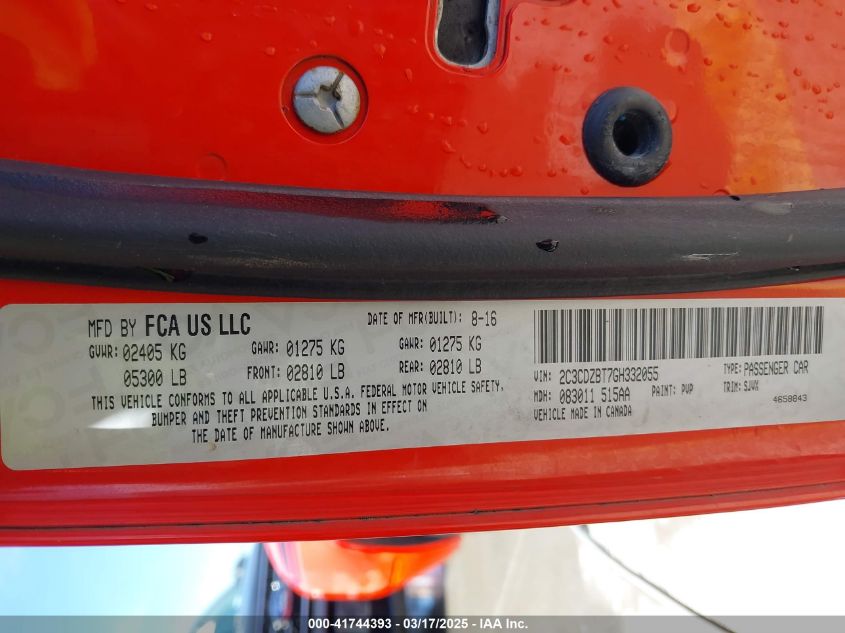 MFD BY FCA US LLC
DATE OF MFR(BUILT): 8-16
GVWR: 02405 KG
GAWR: 01275 KG
GAWR: 01275 KG
05300 LB
FRONT: 02810 LB
REAR: 02810 LB
THIS VEHICLE CONFORMS TO ALL APPLICABLE U.S.A. FEDERAL MOTOR VEHICLE SAFETY,
BUMPER AND THEFT PREVENTION STANDARDS IN EFFECT ON
THE DATE OF MANUFACTURE SHOWN ABOVE.
VIN: 2C3CDZBT7GH332055
TYPE: PASSENGER CAR
MDH: 083011 515AA
PAINT: PVP
TRIM: SJWX
VEHICLE MADE IN CANADA
4658843
000-41744393 - 03/17/2025 - IAA Inc.